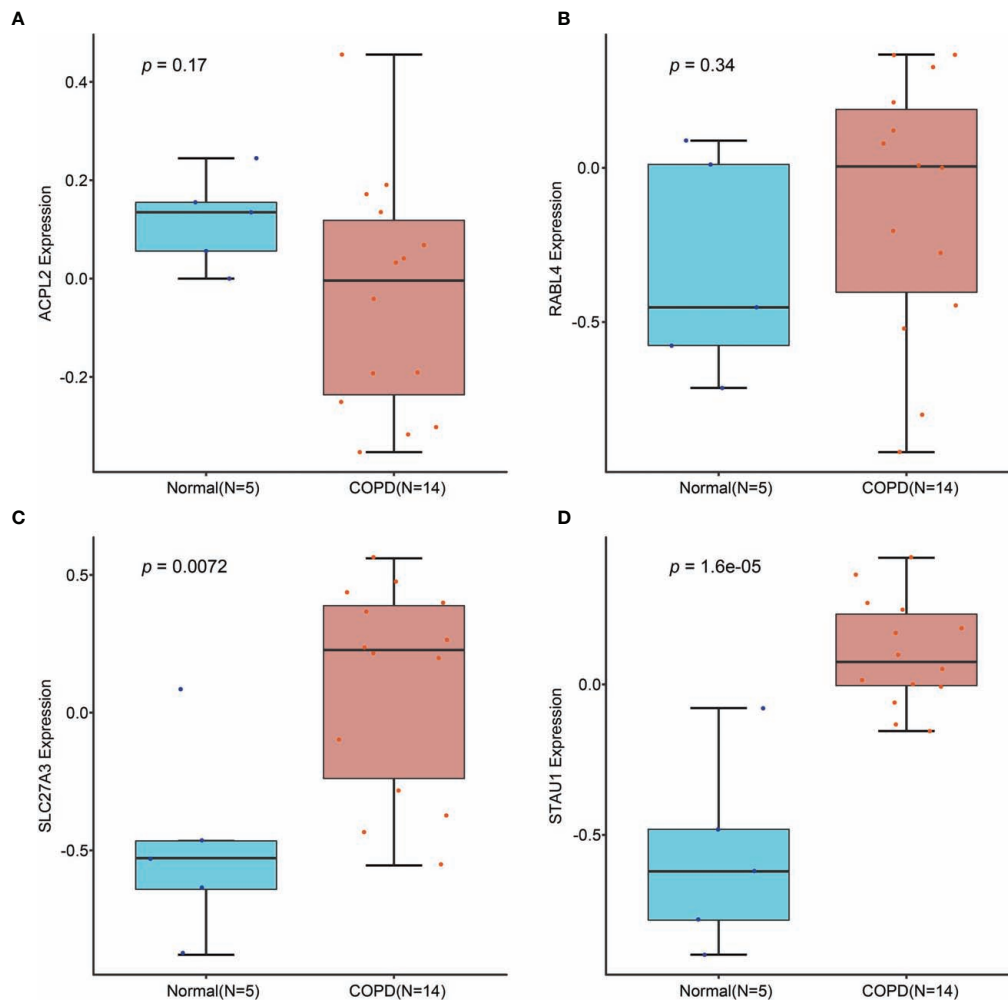 A
p = 0.17
ACPL2 Expression
0.4
0.2
0.0
-0.2
Normal(N=5)
COPD(N=14)
B
p = 0.34
RABL4 Expression
0.0
-0.5
Normal(N=5)
COPD(N=14)
C
p = 0.0072
SLC27A3 Expression
0.5
0.0
-0.5
Normal(N=5)
COPD(N=14)
D
p = 1.6e-05
STAU1 Expression
0.0
-0.5
Normal(N=5)
COPD(N=14)